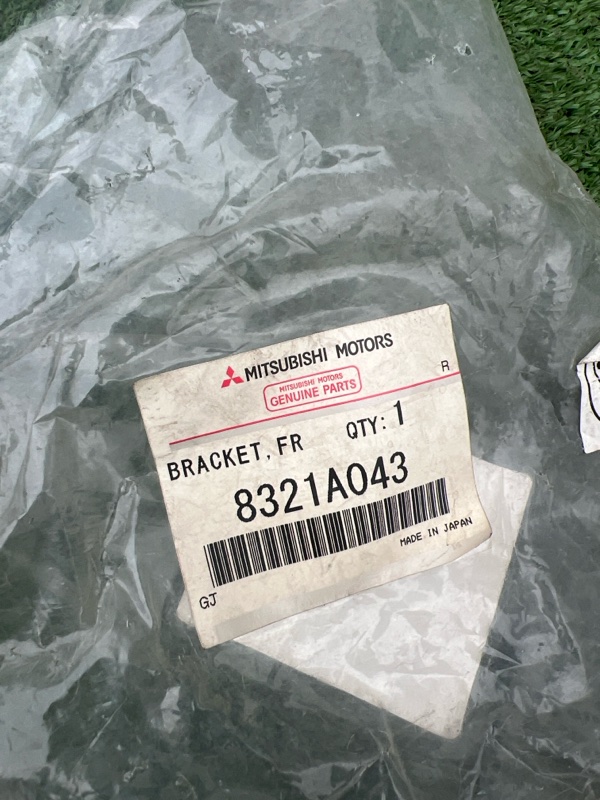 MITSUBISHI MOTORS
MITSUBISHI MOTORS
GENUINE PARTS
R
BRACKET, FR QTY: 1
8321A043
MADE IN JAPAN
GJ